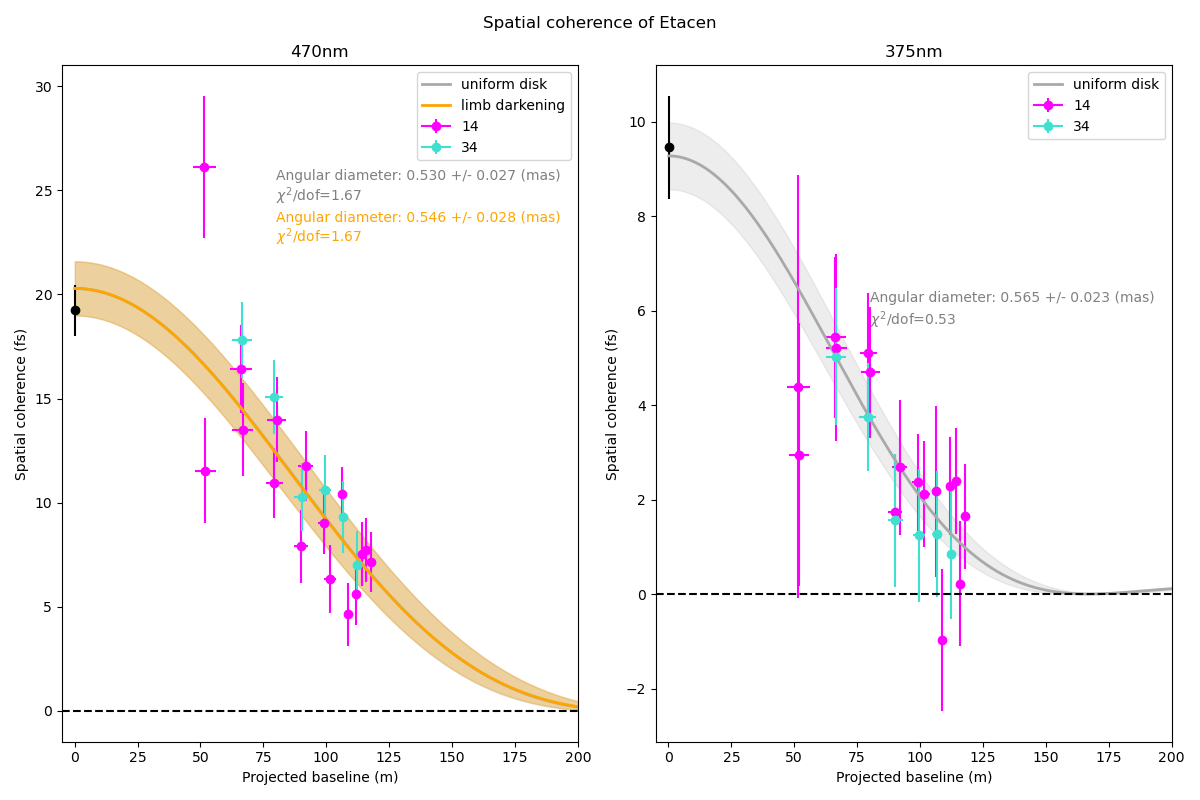 Spatial coherence of Etacen
470nm
30
25
20
15
10
5
0
Spatial coherence (fs)
0 25 50 75 100 125 150 175 200
Projected baseline (m)
uniform disk
limb darkening
14
34
Angular diameter: 0.530 +/- 0.027 (mas)
χ²/dof=1.67
Angular diameter: 0.546 +/- 0.028 (mas)
χ²/dof=1.67
375nm
10
8
6
4
2
0
−2
Spatial coherence (fs)
0 25 50 75 100 125 150 175 200
Projected baseline (m)
uniform disk
14
34
Angular diameter: 0.565 +/- 0.023 (mas)
χ²/dof=0.53